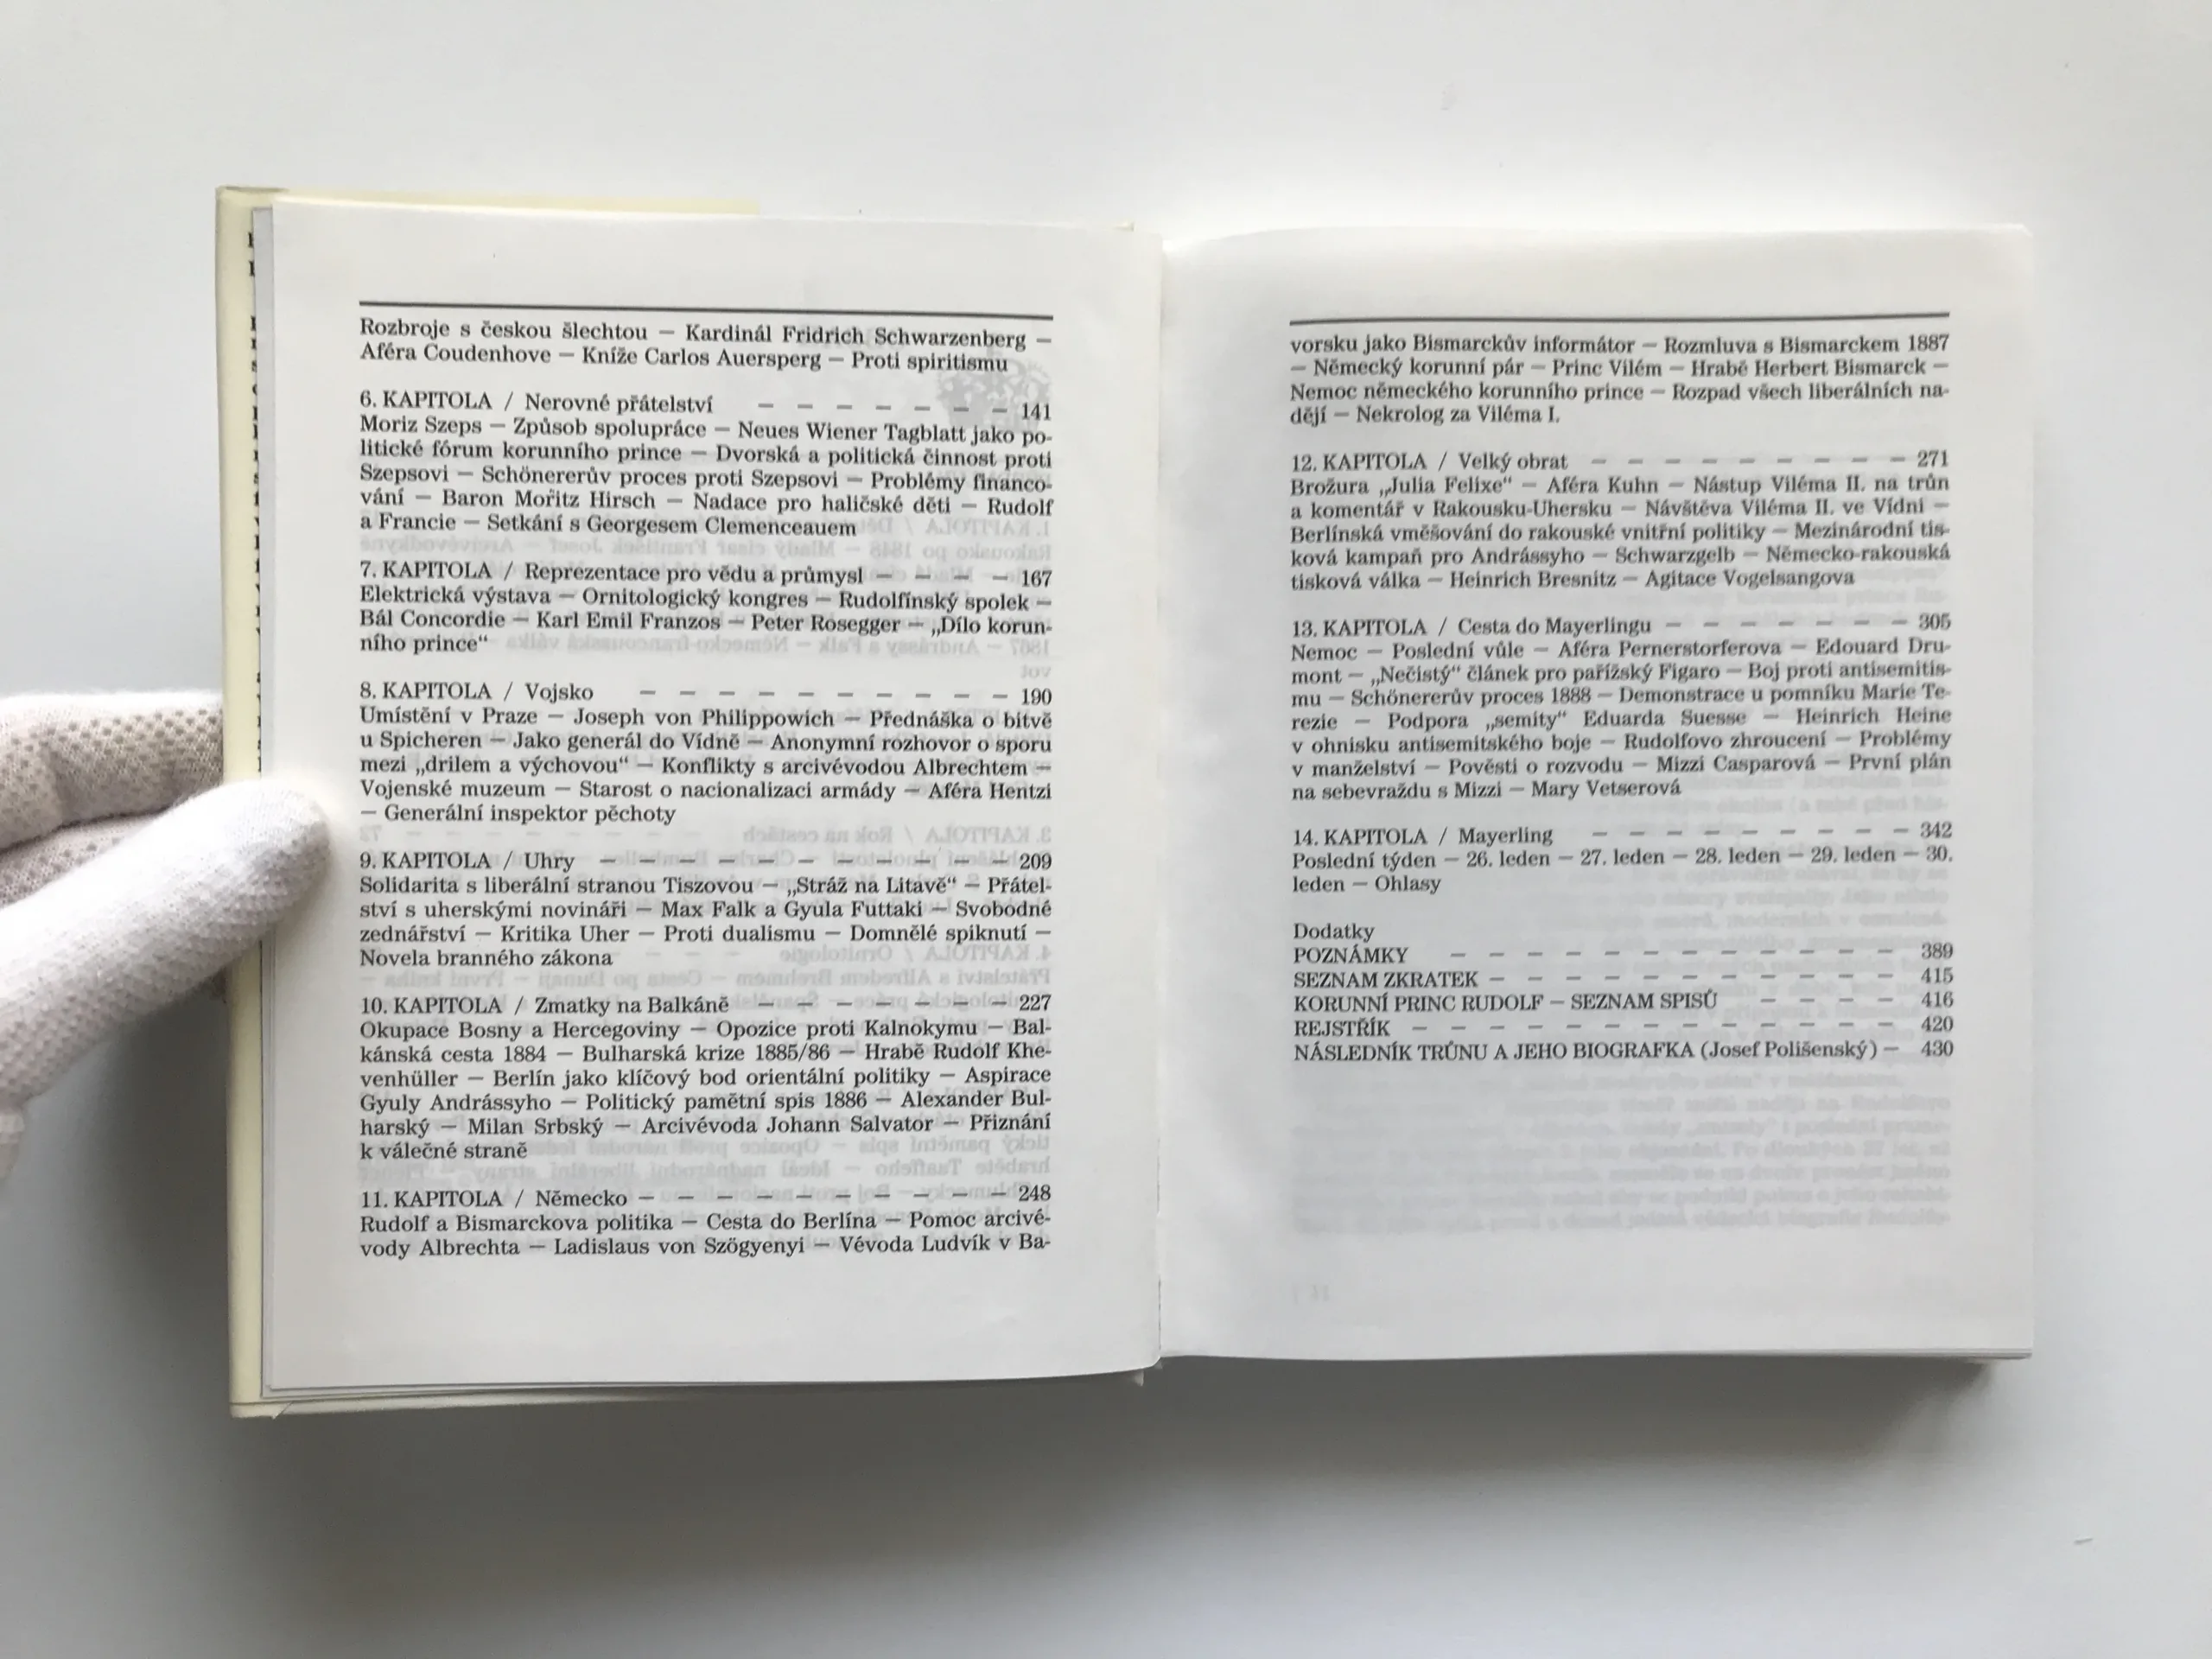 Rozbroje s českou šlechtou — Kardinál Fridrich Schwarzenberg —
Aféra Coudenhove — Kníže Carlos Auersperg — Proti spiritismu
6. KAPITOLA / Nerovné přátelství — — — — — — — 141
Moriz Szeps — Způsob spolupráce — Neues Wiener Tagblatt jako po-
litické fórum korunního prince — Dvorská a politická činnost proti
Szepsovi — Schönererův proces proti Szepsovi — Problémy financo-
vání — Baron Mořitz Hirsch — Nadace pro haličské děti — Rudolf
a Francie — Setkání s Georgesem Clemenceauem
7. KAPITOLA / Reprezentace pro vědu a průmysl — — — — 167
Elektrická výstava — Ornitologický kongres — Rudolfínský spolek —
Bál Concordie — Karl Emil Franzos — Peter Rosegger — „Dílo korun-
ního prince“
8. KAPITOLA / Vojsko — — — — — — — — — — 190
Umístění v Praze — Joseph von Philippowich — Přednáška o bitvě
u Spicheren — Jako generál do Vídně — Anonymní rozhovor o sporu
mezi „drilem a výchovou“ — Konflikty s arcivévodou Albrechtem —
Vojenské muzeum — Starost o nacionalizaci armády — Aféra Hentzi
— Generální inspektor pěchoty
9. KAPITOLA / Uhry — — — — — — — — — — — 209
Solidarita s liberální stranou Tiszovou — „Stráž na Litavě“ — Přátel-
ství s uherskými novináři — Max Falk a Gyula Futtaki — Svobodné
zednářství — Kritika Uher — Proti dualismu — Domnělé spiknutí —
Novela branného zákona
10. KAPITOLA / Zmatky na Balkáně — — — — — — — 227
Okupace Bosny a Hercegoviny — Opozice proti Kalnokymu — Bal-
kánská cesta 1884 — Bulharská krize 1885/86 — Hrabě Rudolf Khe-
venhüller — Berlín jako klíčový bod orientální politiky — Aspirace
Gyuly Andrássyho — Politický pamětní spis 1886 — Alexander Bul-
harský — Milan Srbský — Arcivévoda Johann Salvator — Přiznání
k válečné straně
11. KAPITOLA / Německo — — — — — — — — — — 248
Rudolf a Bismarckova politika — Cesta do Berlína — Pomoc arcivé-
vody Albrechta — Ladislaus von Szögyenyi — Vévoda Ludvík v Ba-
vorsku jako Bismarckův informátor — Rozmluva s Bismarckem 1887
— Německý korunní pár — Princ Vilém — Hrabě Herbert Bismarck —
Nemoc německého korunního prince — Rozpad všech liberálních na-
dějí — Nekrolog za Viléma I.
12. KAPITOLA / Velký obrat — — — — — — — — — 271
Brožura „Julia Felixe“ — Aféra Kuhn — Nástup Viléma II. na trůn
a komentář v Rakousku-Uhersku — Návštěva Viléma II. ve Vídni —
Berlínská vměšování do rakouské vnitřní politiky — Mezinárodní tis-
ková kampaň pro Andrássyho — Schwarzgelb — Německo-rakouská
tisková válka — Heinrich Bresnitz — Agitace Vogelsangova
13. KAPITOLA / Cesta do Mayerlingu — — — — — — — 305
Nemoc — Poslední vůle — Aféra Pernerstorferova — Edouard Dru-
mont — „Nečistý“ článek pro pařížský Figaro — Boj proti antisemitis-
mu — Schönererův proces 1888 — Demonstrace u pomníku Marie Te-
rezie — Podpora „semity“ Eduarda Suesse — Heinrich Heine
v ohnisku antisemitského boje — Rudolfovo zhroucení — Problémy
v manželství — Pověsti o rozvodu — Mizzi Casparová — První plán
na sebevraždu s Mizzi — Mary Vetserová
14. KAPITOLA / Mayerling — — — — — — — — — 342
Poslední týden — 26. leden — 27. leden — 28. leden — 29. leden — 30.
leden — Ohlasy
Dodatky
POZNÁMKY — — — — — — — — — — — — 389
SEZNAM ZKRATEK — — — — — — — — — — — 415
KORUNNÍ PRINC RUDOLF — SEZNAM SPISŮ — — — — 416
REJSTŘÍK — — — — — — — — — — — — — 420
NÁSLEDNÍK TRŮNU A JEHO BIOGRAFKA (Josef Polišenský) — 430